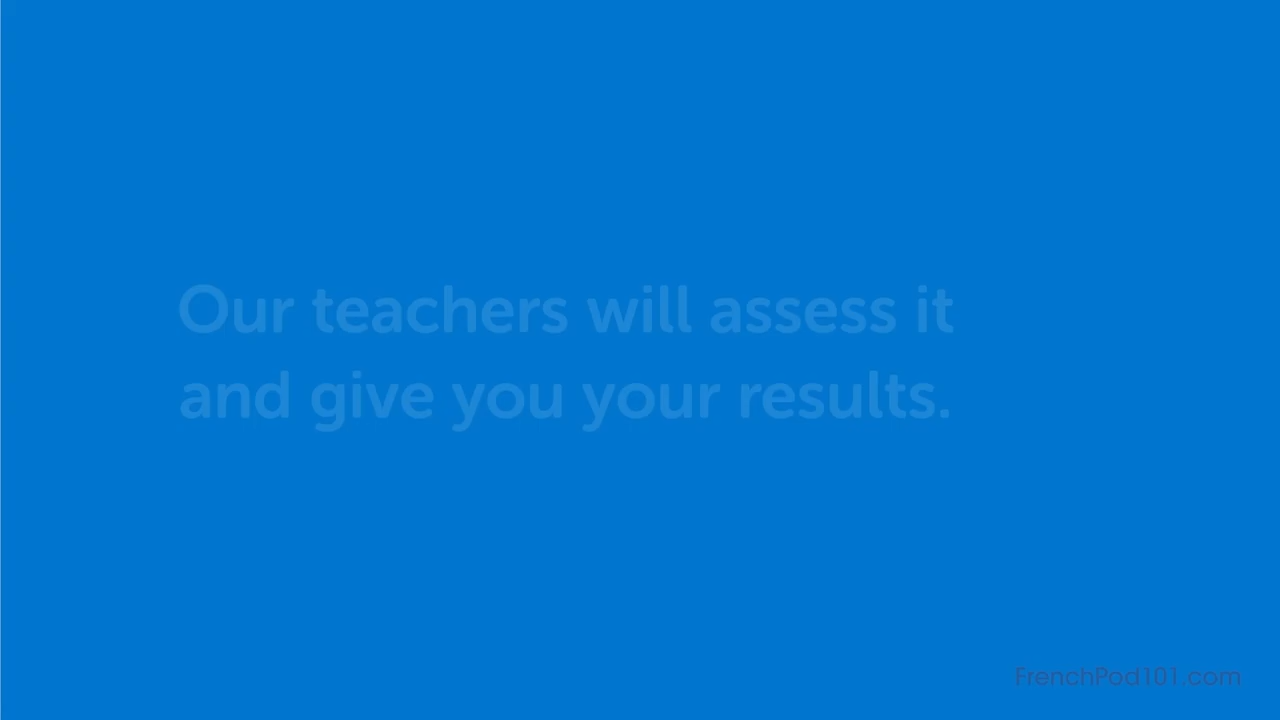 Our teachers will assess it
and give you your results.
FrenchPod101.com